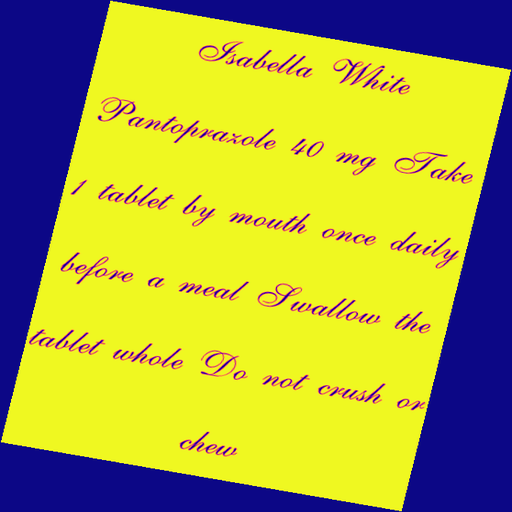 Isabella White
Pantoprazole 40 mg Take
1 tablet by mouth once daily
before a meal Swallow the
tablet whole Do not crush or
chew